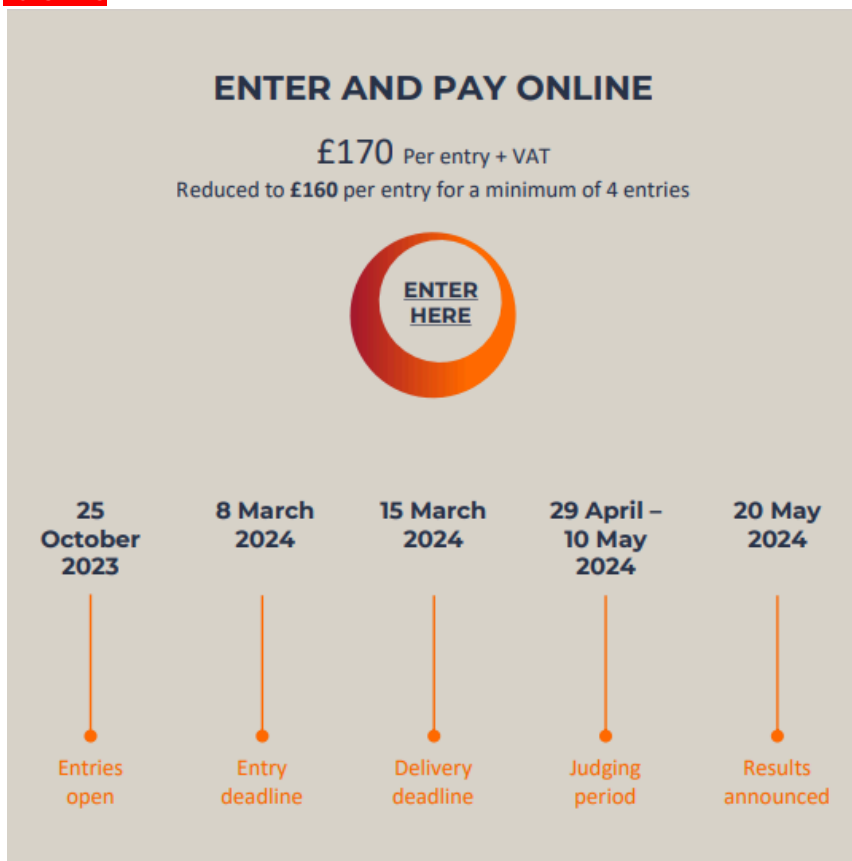 ENTER AND PAY ONLINE
£170 Per entry + VAT
Reduced to £160 per entry for a minimum of 4 entries
ENTER
HERE
25
October
2023
8 March
2024
15 March
2024
29 April –
10 May
2024
20 May
2024
Entries
open
Entry
deadline
Delivery
deadline
Judging
period
Results
announced